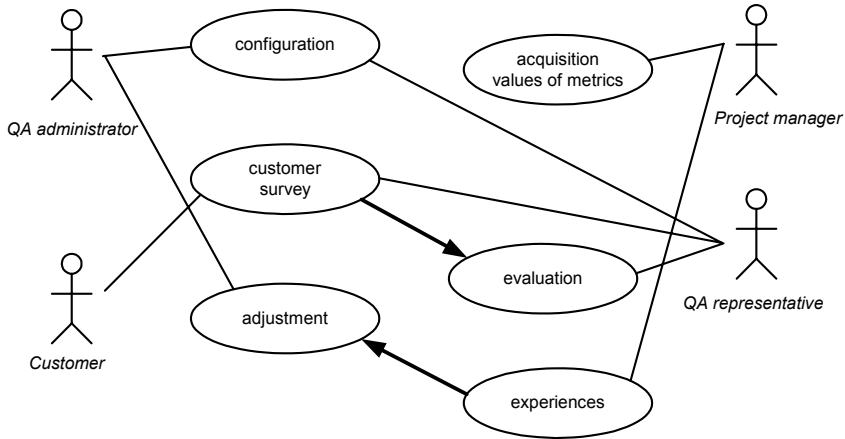 configuration
acquisition
values of metrics
QA administrator
Project manager
customer
survey
evaluation
QA representative
adjustment
Customer
experiences